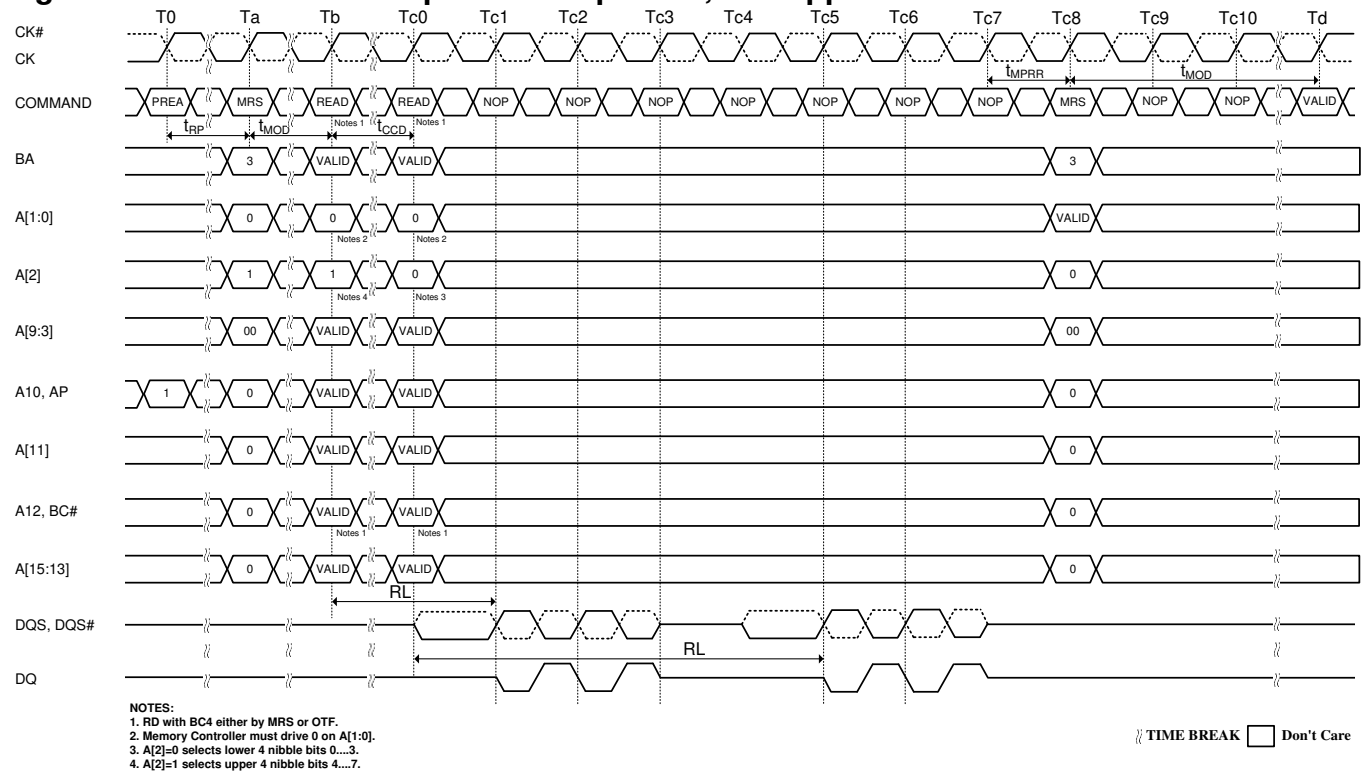 T0 Ta Tb Tc0 Tc1 Tc2 Tc3 Tc4 Tc5 Tc6 Tc7 Tc8 Tc9 Tc10 Td
CK#
CK
tMPRR tMOD
COMMAND PREA MRS READ READ NOP NOP NOP NOP NOP NOP NOP MRS NOP NOP VALID
Notes 1 Notes 1
tRP tMOD tCCD
BA 3 VALID VALID 3
A[1:0] 0 0 0 VALID
Notes 2 Notes 2
A[2] 1 1 0 0
Notes 4 Notes 3
A[9:3] 00 VALID VALID 00
A10, AP 1 0 VALID VALID 0
A[11] 0 VALID VALID 0
A12, BC# 0 VALID VALID 0
Notes 1 Notes 1
A[15:13] 0 VALID VALID 0
RL
DQS, DQS#
RL
DQ
NOTES:
1. RD with BC4 either by MRS or OTF.
2. Memory Controller must drive 0 on A[1:0].
3. A[2]=0 selects lower 4 nibble bits 0....3.
4. A[2]=1 selects upper 4 nibble bits 4....7.
TIME BREAK Don't Care